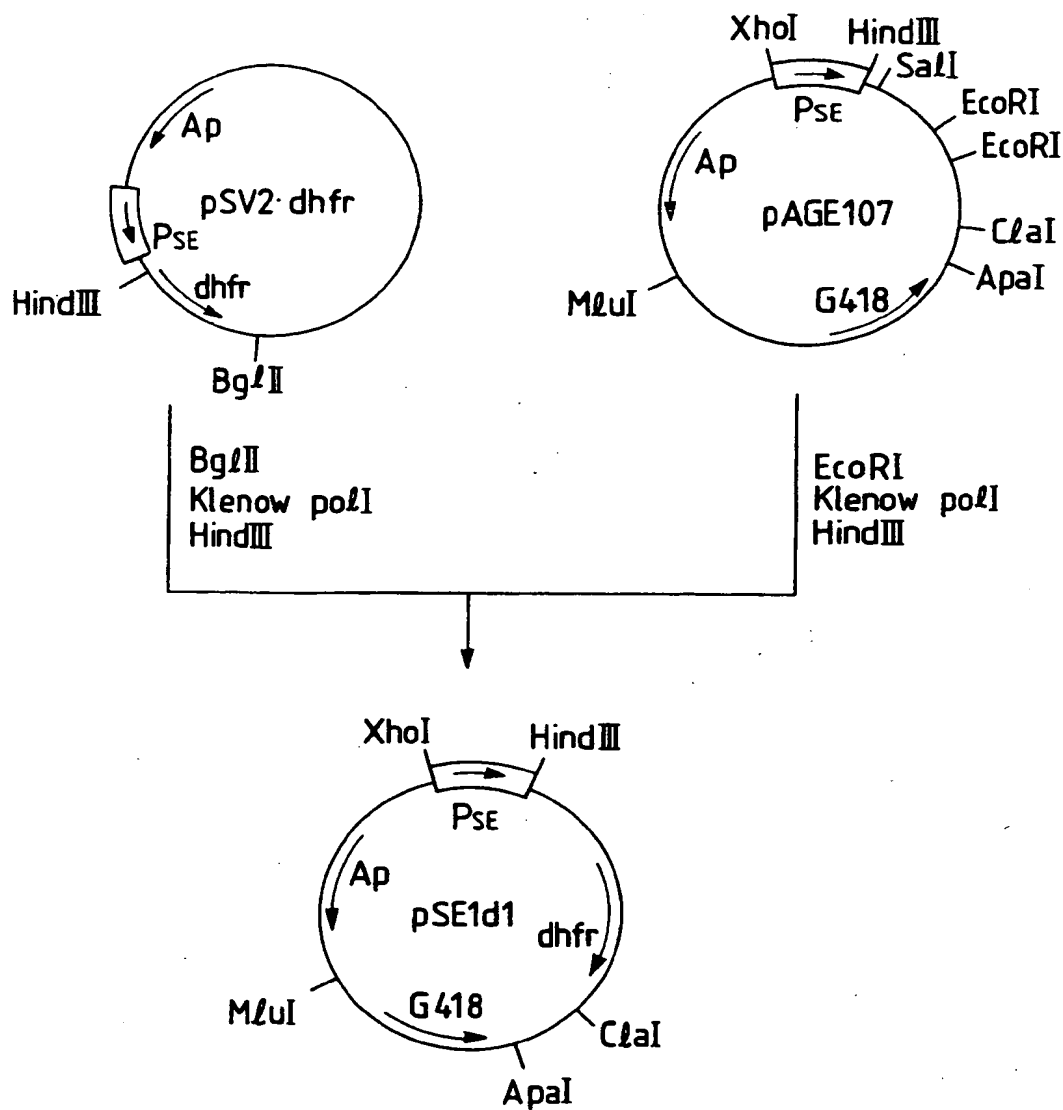 XhoI
HindIII
SalI
PSE
EcoRI
EcoRI
Ap
Ap
pSV2·dhfr
pAGE107
PSE
ClaI
HindIII
dhfr
MluI
G418
ApaI
BglII
BglII
Klenow polI
HindIII
EcoRI
Klenow polI
HindIII
XhoI
HindIII
PSE
Ap
pSE1d1
dhfr
MluI
G418
ClaI
ApaI